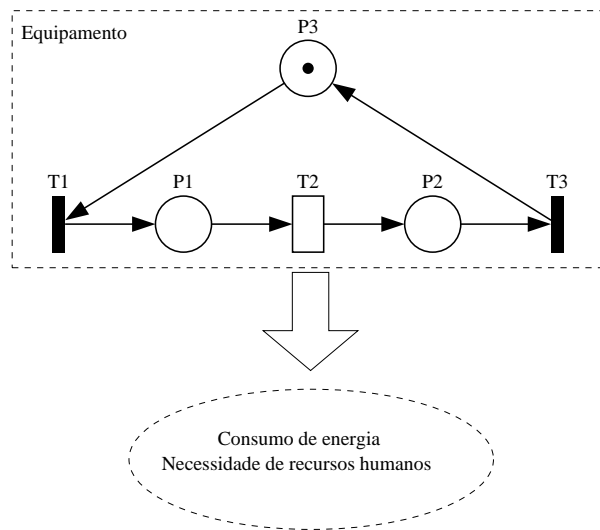 Equipamento
P3
T1
P1
T2
P2
T3
Consumo de energia
Necessidade de recursos humanos